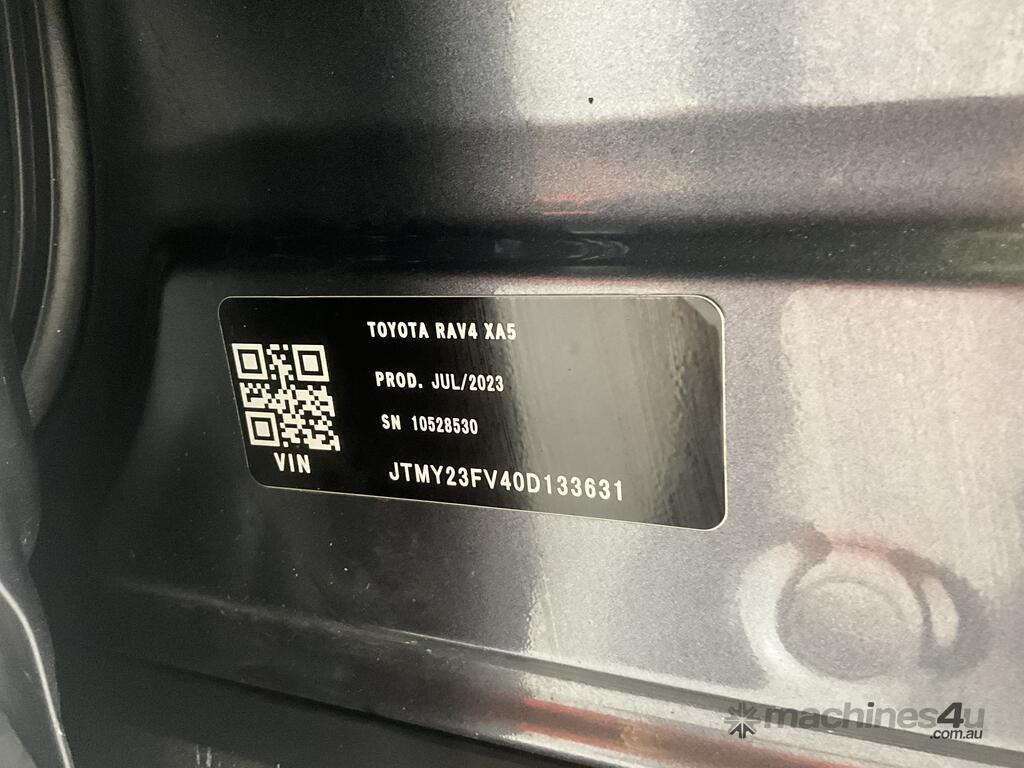 TOYOTA RAV4 XA5
PROD. JUL/2023
SN 10528530
VIN
JTMY23FV40D133631
machines4u
.com.au